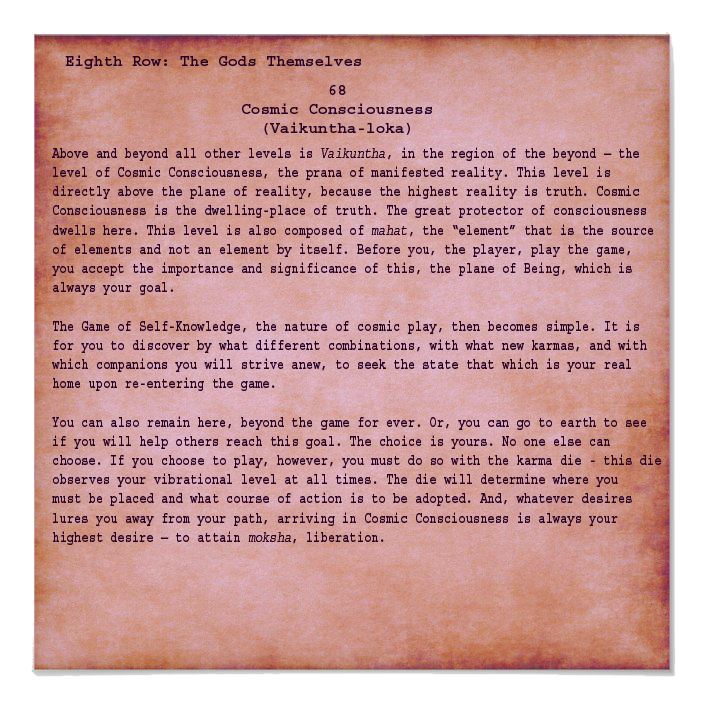 Eighth Row: The Gods Themselves
68
Cosmic Consciousness
(Vaikuntha-loka)
Above and beyond all other levels is Vaikuntha, in the region of the beyond — the
level of Cosmic Consciousness, the prana of manifested reality. This level is
directly above the plane of reality, because the highest reality is truth. Cosmic
Consciousness is the dwelling-place of truth. The great protector of consciousness
dwells here. This level is also composed of mahat, the “element” that is the source
of elements and not an element by itself. Before you, the player, play the game,
you accept the importance and significance of this, the plane of Being, which is
always your goal.
The Game of Self-Knowledge, the nature of cosmic play, then becomes simple. It is
for you to discover by what different combinations, with what new karmas, and with
which companions you will strive anew, to seek the state that which is your real
home upon re-entering the game.
You can also remain here, beyond the game for ever. Or, you can go to earth to see
if you will help others reach this goal. The choice is yours. No one else can
choose. If you choose to play, however, you must do so with the karma die - this die
observes your vibrational level at all times. The die will determine where you
must be placed and what course of action is to be adopted. And, whatever desires
lures you away from your path, arriving in Cosmic Consciousness is always your
highest desire — to attain moksha, liberation.